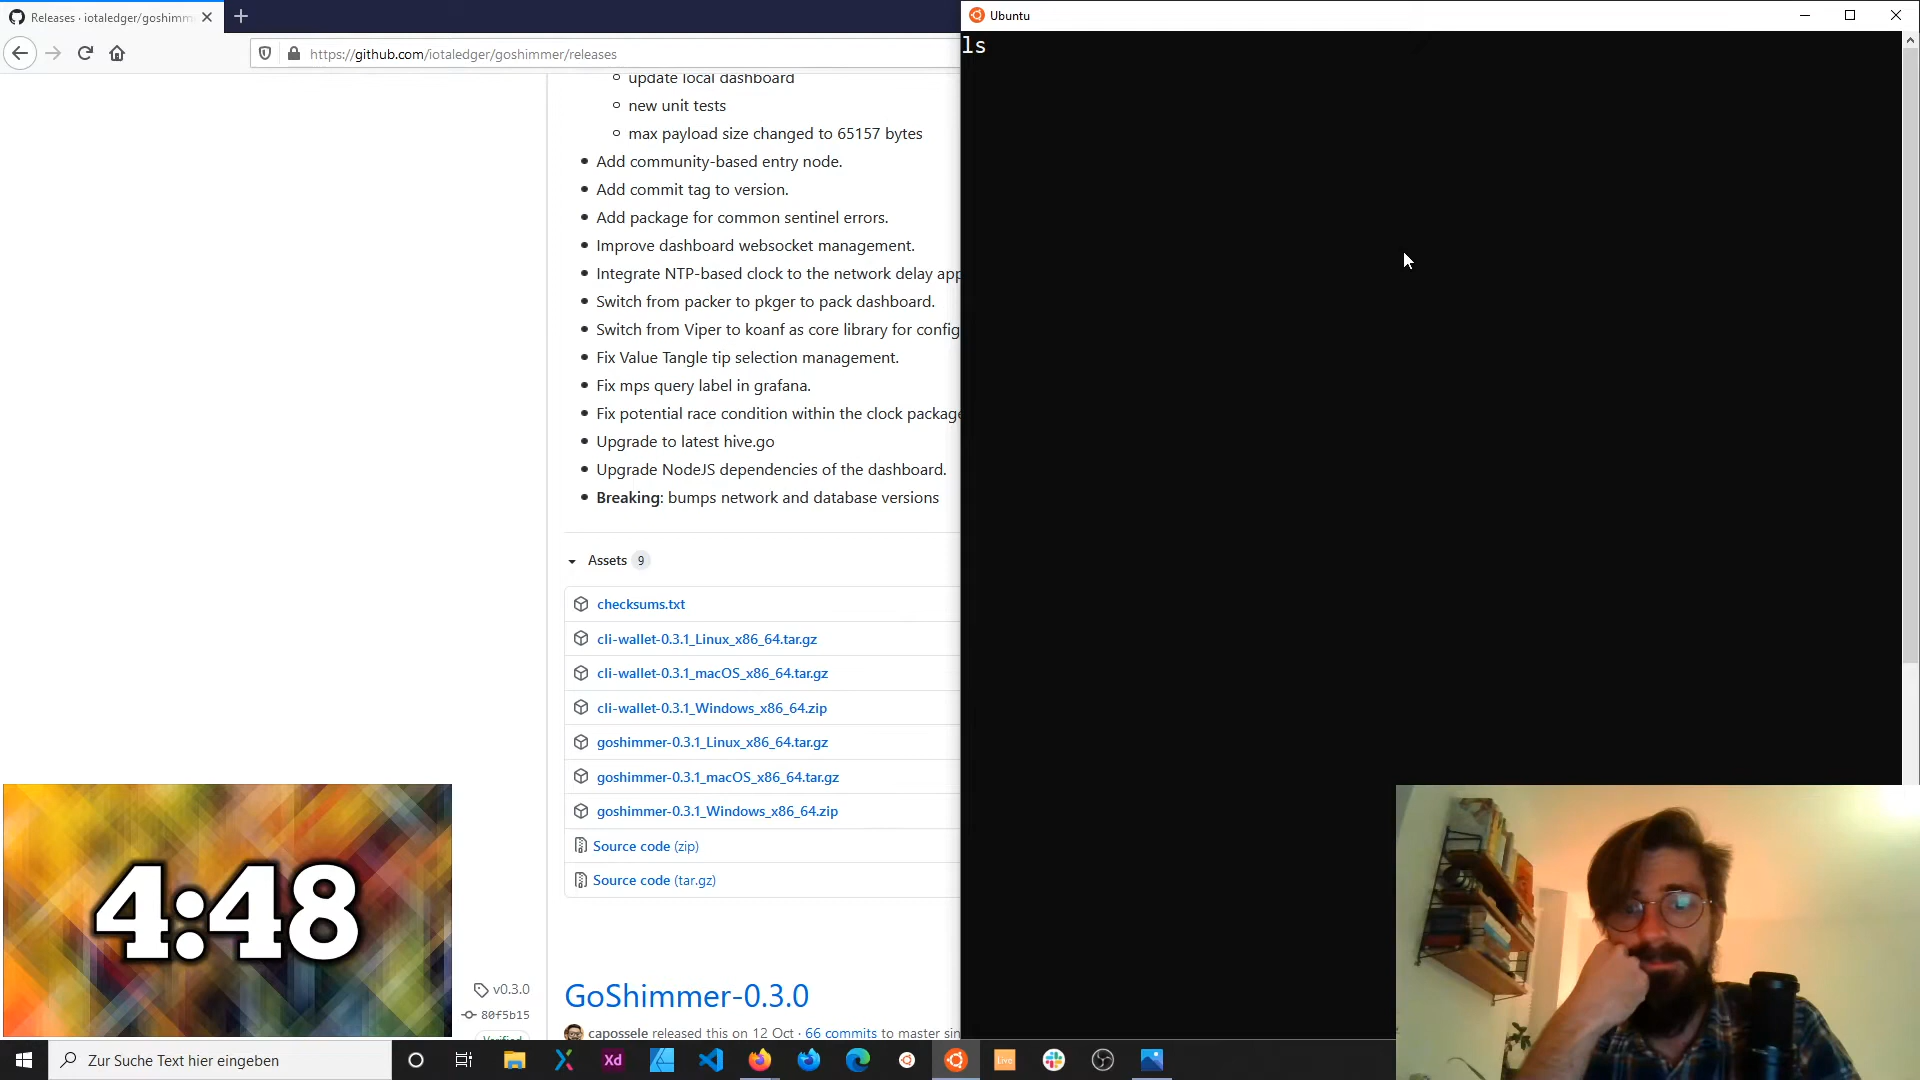 Releases · iotaledger/goshimm
https://github.com/iotaledger/goshimmer/releases
update local dashboard
new unit tests
max payload size changed to 65157 bytes
Add community-based entry node.
Add commit tag to version.
Add package for common sentinel errors.
Improve dashboard websocket management.
Integrate NTP-based clock to the network delay app
Switch from packer to pkger to pack dashboard.
Switch from Viper to koanf as core library for config
Fix Value Tangle tip selection management.
Fix mps query label in grafana.
Fix potential race condition within the clock package
Upgrade to latest hive.go
Upgrade NodeJS dependencies of the dashboard.
Breaking: bumps network and database versions
Assets 9
checksums.txt
cli-wallet-0.3.1_Linux_x86_64.tar.gz
cli-wallet-0.3.1_macOS_x86_64.tar.gz
cli-wallet-0.3.1_Windows_x86_64.zip
goshimmer-0.3.1_Linux_x86_64.tar.gz
goshimmer-0.3.1_macOS_x86_64.tar.gz
goshimmer-0.3.1_Windows_x86_64.zip
Source code (zip)
Source code (tar.gz)
v0.3.0
80f5b15
Verified
GoShimmer-0.3.0
capossele released this on 12 Oct · 66 commits to master sin
Ubuntu
ls
4:48
Zur Suche Text hier eingeben
Xd
Live